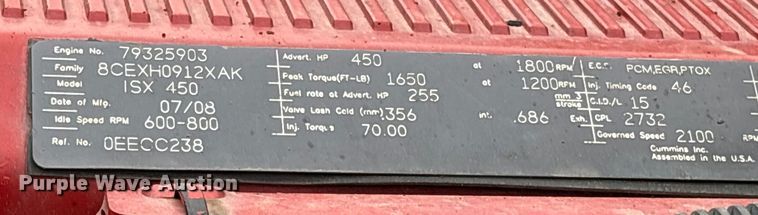 Engine No. 79325903
Family 8CEXH0912XAK
Model ISX 450
Date of Mfg. 07/08
Idle Speed RPM 600-800
Ref. No. 0EECC238
Advert. HP 450 at 1800 RPM
Peak Torque(FT-LB) 1650 at 1200 RPM
Fuel rate at Advert. HP 255 mm 3 stroke
Valve Lash Cold (mm) .356 int. .686 Exh.
Inj. Torque 70.00
E.C.S. PCM,EGR,PTOX
Inj. Timing Code 46
C.I.D./L 15
CPL 2732
Governed Speed 2100 RPM
Cummins Inc.
Assembled in the U.S.A.
Purple Wave Auction